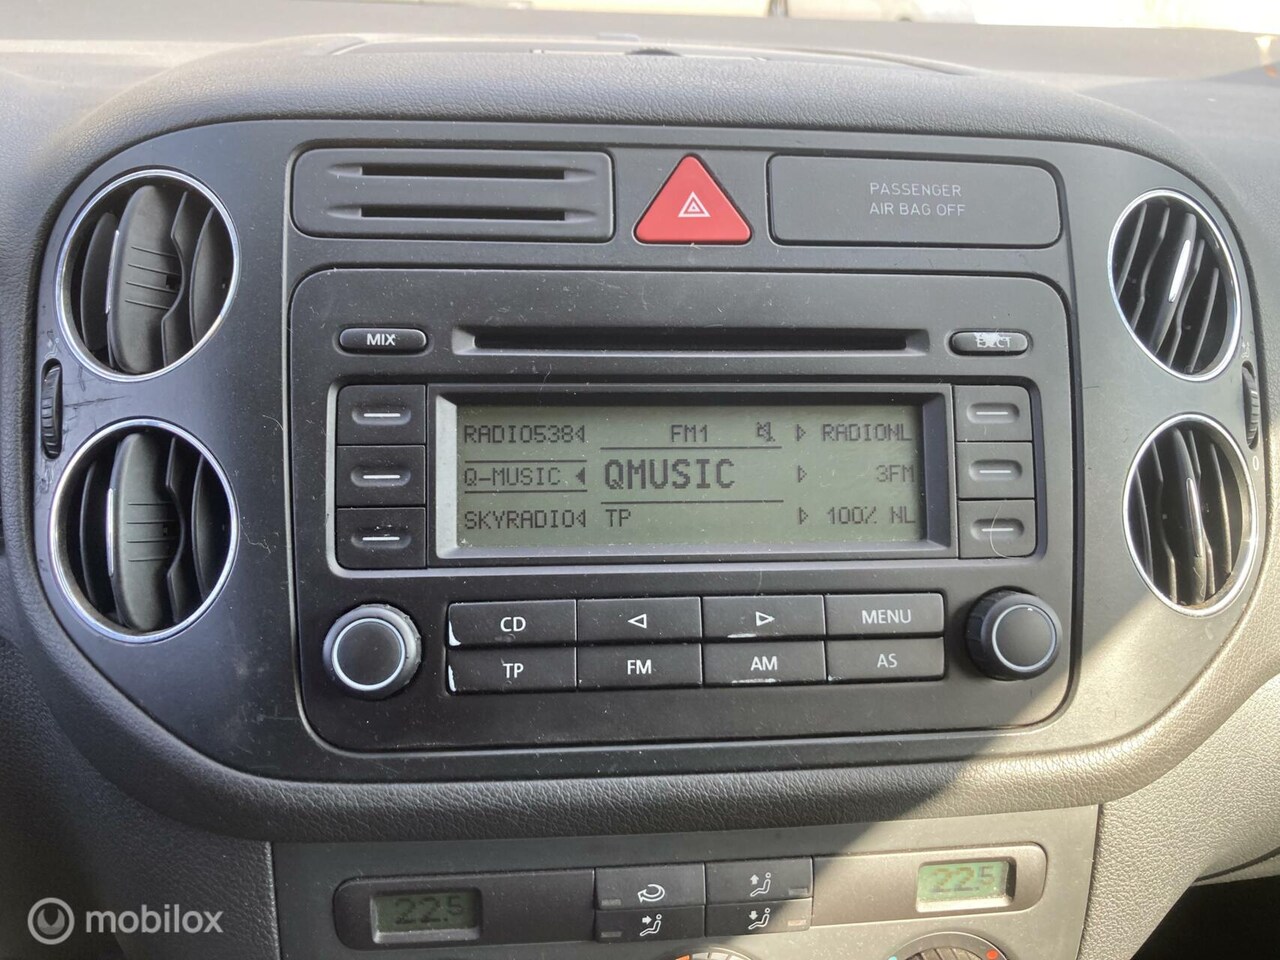 PASSENGER
AIR BAG OFF
MIX
EJECT
RADIO538 FM1 RADIONL
Q-MUSIC QMUSIC 3FM
SKYRADIO TP 100% NL
CD MENU
TP FM AM AS
22.5 22.5
mobilox